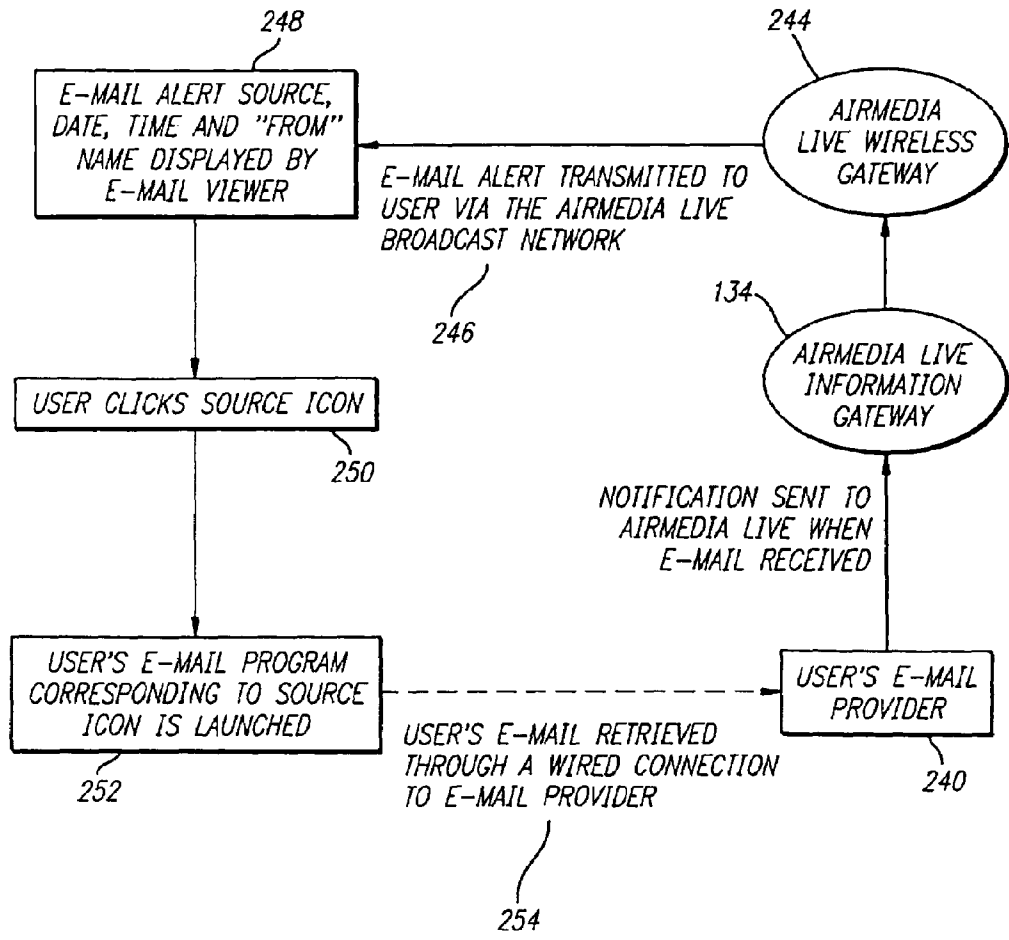 248
E-MAIL ALERT SOURCE,
DATE, TIME AND "FROM"
NAME DISPLAYED BY
E-MAIL VIEWER
244
AIRMEDIA
LIVE WIRELESS
GATEWAY
E-MAIL ALERT TRANSMITTED TO
USER VIA THE AIRMEDIA LIVE
BROADCAST NETWORK
246
134
AIRMEDIA LIVE
INFORMATION
GATEWAY
USER CLICKS SOURCE ICON
250
NOTIFICATION SENT TO
AIRMEDIA LIVE WHEN
E-MAIL RECEIVED
USER'S E-MAIL PROGRAM
CORRESPONDING TO SOURCE
ICON IS LAUNCHED
252
USER'S E-MAIL RETRIEVED
THROUGH A WIRED CONNECTION
TO E-MAIL PROVIDER
254
USER'S E-MAIL
PROVIDER
240